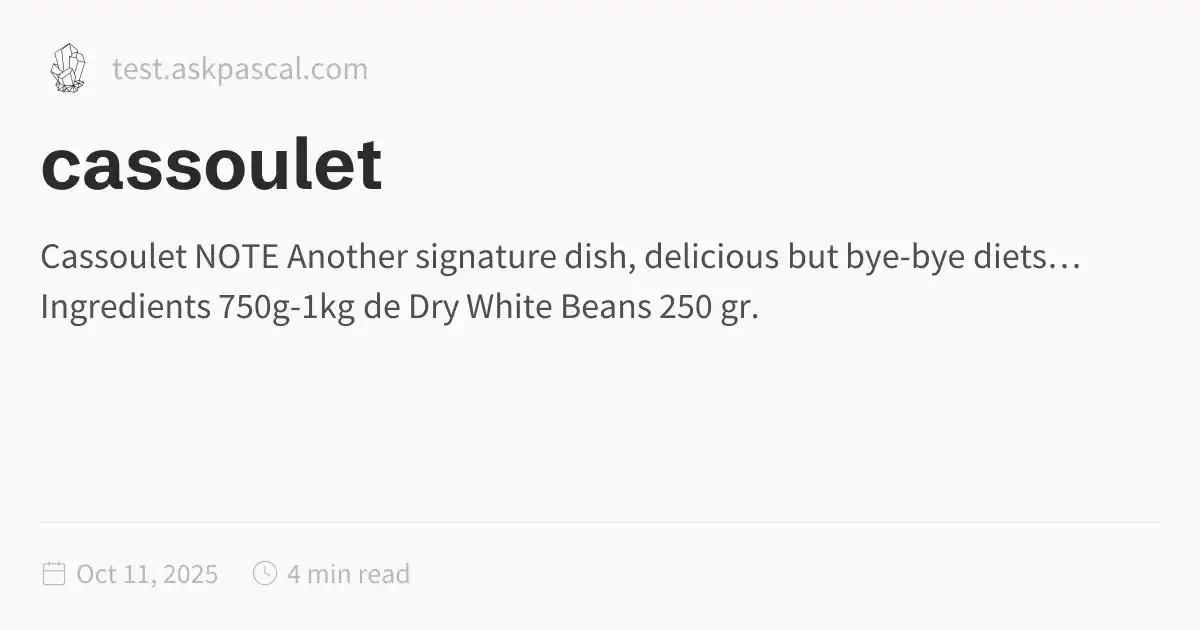 test.askpascal.com
cassoulet
Cassoulet NOTE Another signature dish, delicious but bye-bye diets…
Ingredients 750g-1kg de Dry White Beans 250 gr.
Oct 11, 2025 4 min read